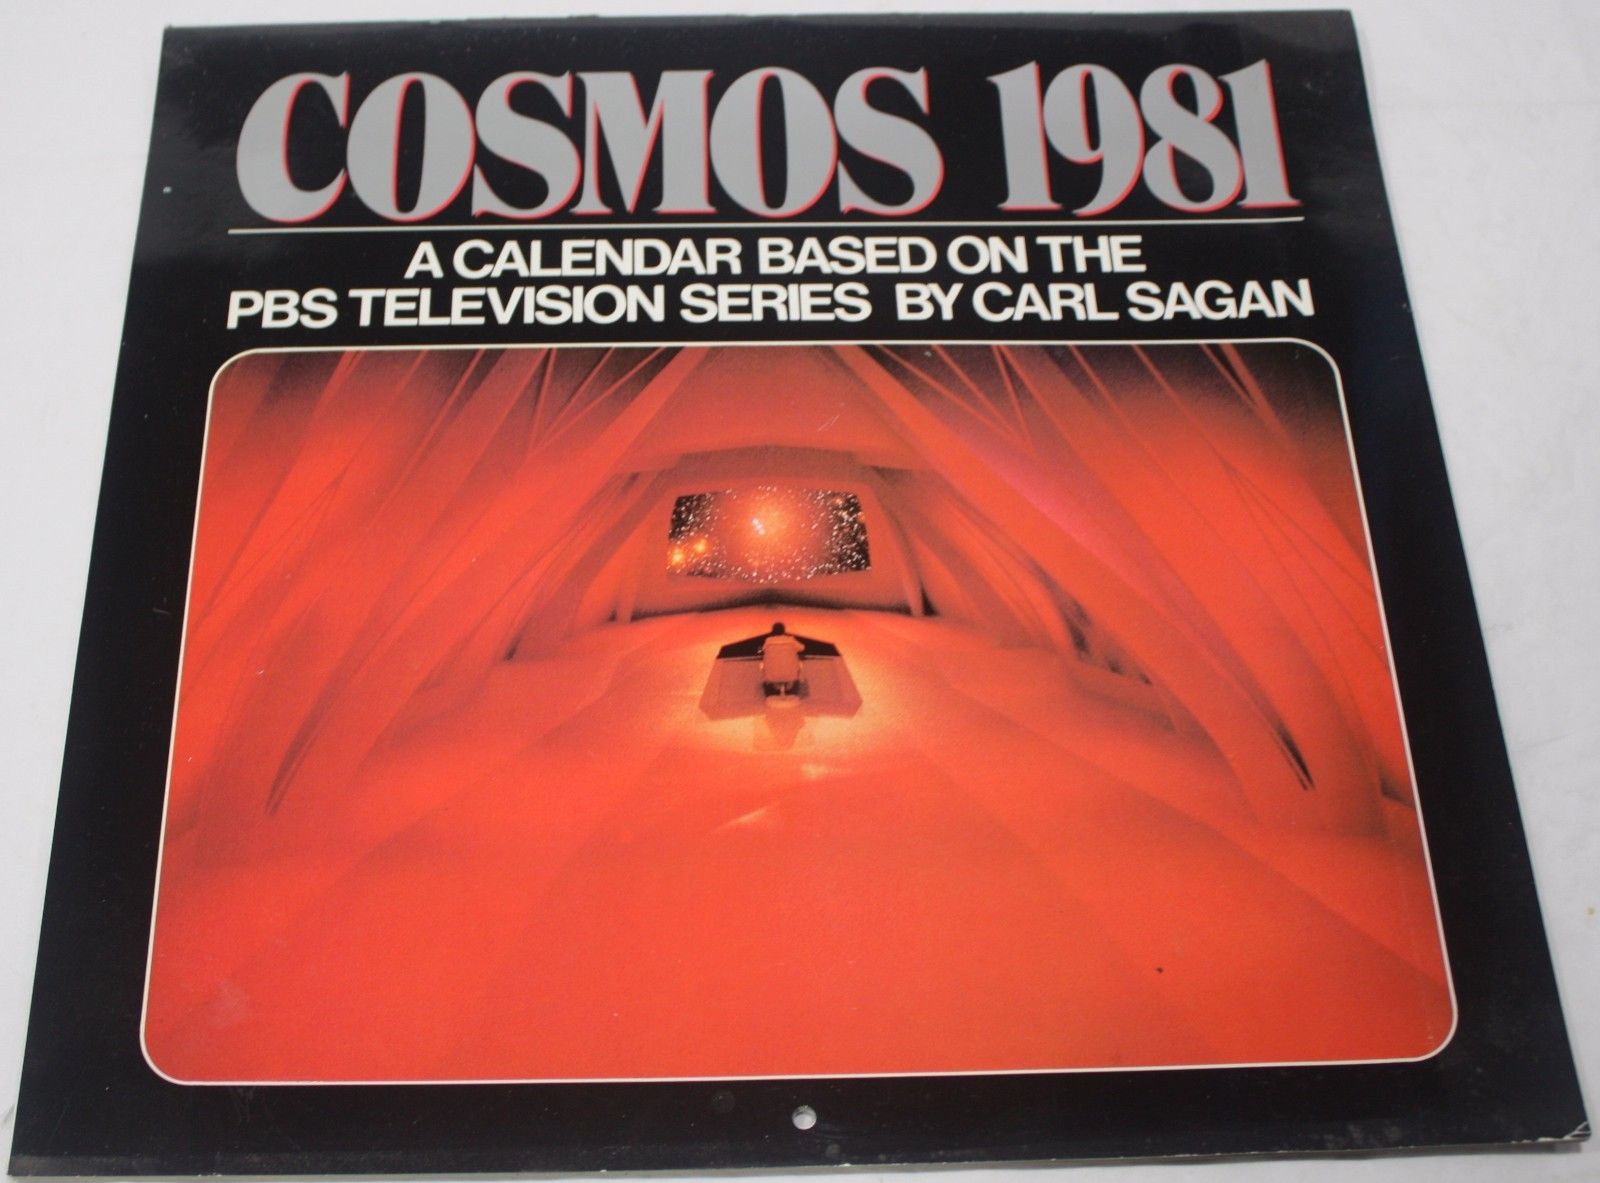 COSMOS 1981
A CALENDAR BASED ON THE
PBS TELEVISION SERIES BY CARL SAGAN